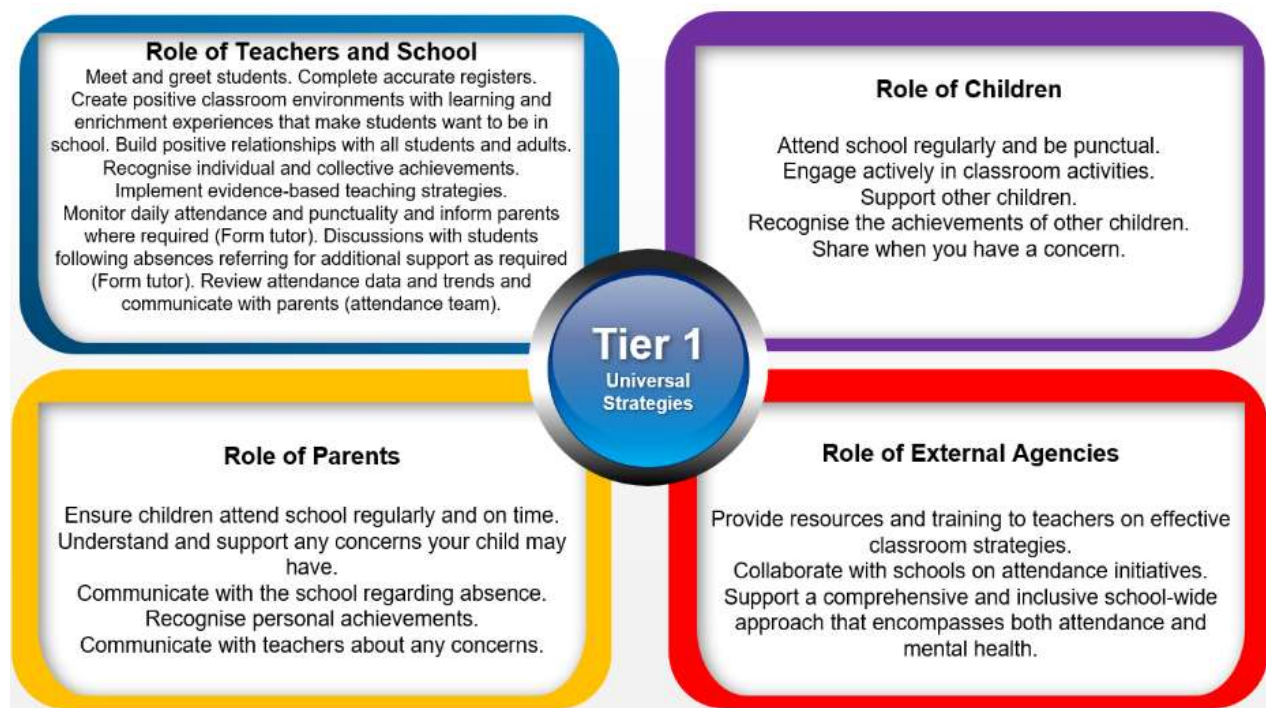 Role of Teachers and School
Meet and greet students. Complete accurate registers.
Create positive classroom environments with learning and
enrichment experiences that make students want to be in
school. Build positive relationships with all students and adults.
Recognise individual and collective achievements.
Implement evidence-based teaching strategies.
Monitor daily attendance and punctuality and inform parents
where required (Form tutor). Discussions with students
following absences referring for additional support as required
(Form tutor). Review attendance data and trends and
communicate with parents (attendance team).
Role of Children
Attend school regularly and be punctual.
Engage actively in classroom activities.
Support other children.
Recognise the achievements of other children.
Share when you have a concern.
Tier 1
Universal
Strategies
Role of Parents
Ensure children attend school regularly and on time.
Understand and support any concerns your child may
have.
Communicate with the school regarding absence.
Recognise personal achievements.
Communicate with teachers about any concerns.
Role of External Agencies
Provide resources and training to teachers on effective
classroom strategies.
Collaborate with schools on attendance initiatives.
Support a comprehensive and inclusive school-wide
approach that encompasses both attendance and
mental health.